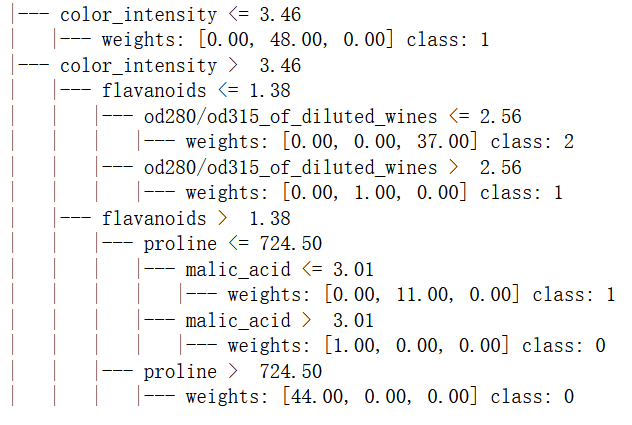 |--- color_intensity <= 3.46
|   |--- weights: [0.00, 48.00, 0.00] class: 1
|--- color_intensity >  3.46
|   |--- flavanoids <= 1.38
|   |   |--- od280/od315_of_diluted_wines <= 2.56
|   |   |   |--- weights: [0.00, 0.00, 37.00] class: 2
|   |   |--- od280/od315_of_diluted_wines >  2.56
|   |   |   |--- weights: [0.00, 1.00, 0.00] class: 1
|   |--- flavanoids >  1.38
|   |   |--- proline <= 724.50
|   |   |   |--- malic_acid <= 3.01
|   |   |   |   |--- weights: [0.00, 11.00, 0.00] class: 1
|   |   |   |--- malic_acid >  3.01
|   |   |   |   |--- weights: [1.00, 0.00, 0.00] class: 0
|   |   |--- proline >  724.50
|   |   |   |--- weights: [44.00, 0.00, 0.00] class: 0